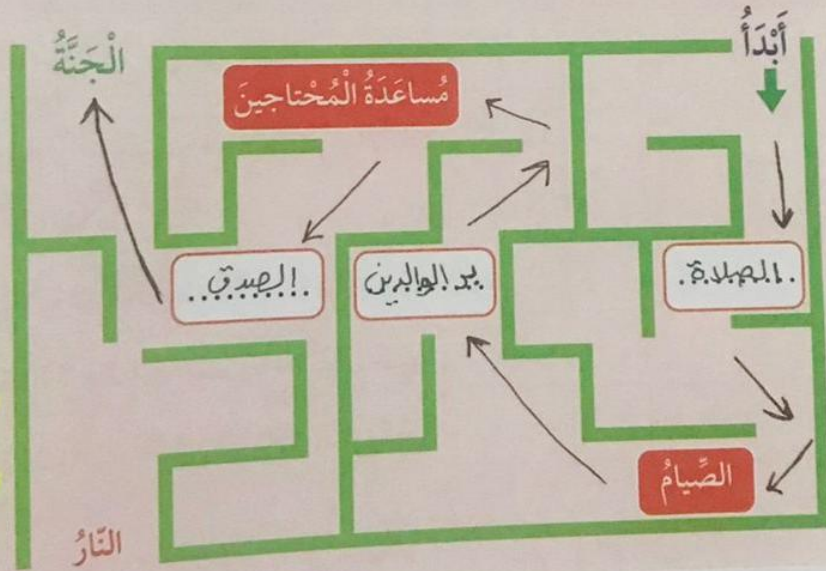 أَبْدَأُ
الْجَنَّةُ
مُساعَدَةُ الْمُحْتاجينَ
الصلاة
بر الوالدين
الصدق
الصِّيامُ
النّارُ